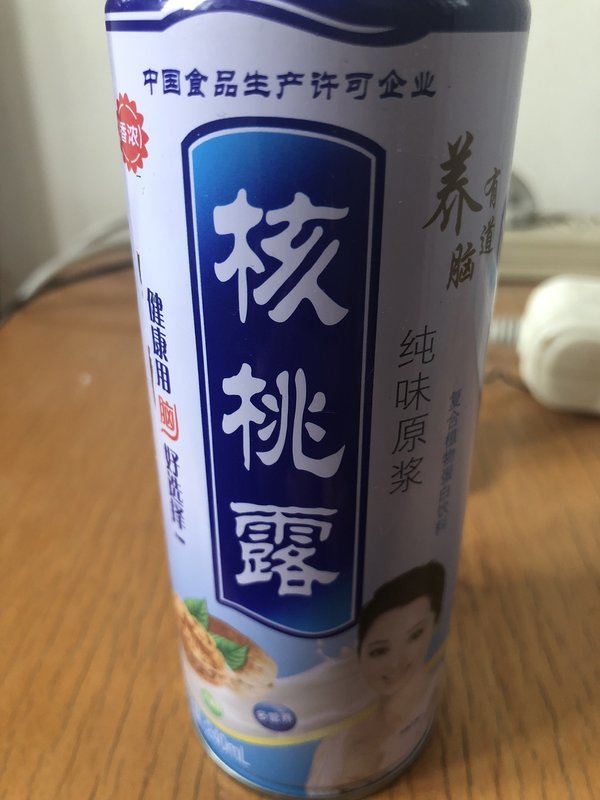 中国食品生产许可企业
香浓
核桃露
养脑
有道
健康用脑 好选择
纯味原浆
复合植物蛋白饮料